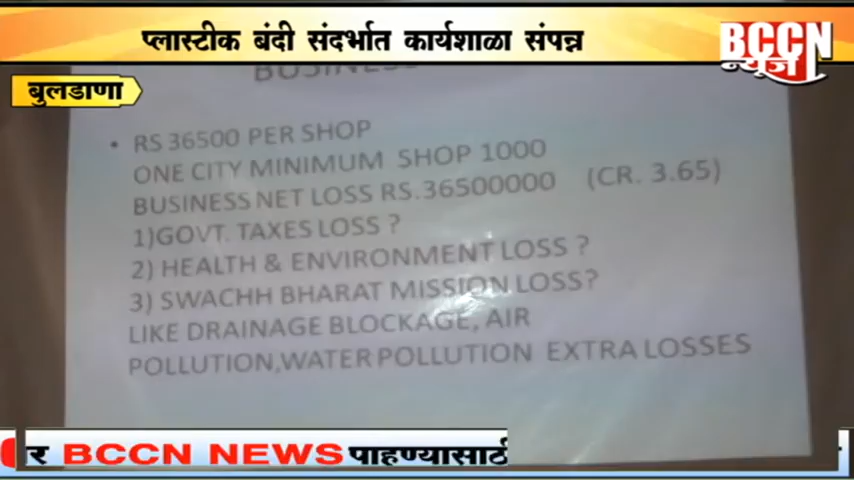 प्लास्टीक बंदी संदर्भात कार्यशाळा संपन्न
BCCN
न्यूज
बुलडाणा
BUSINESS
• RS 36500 PER SHOP
ONE CITY MINIMUM SHOP 1000
BUSINESS NET LOSS RS.36500000 (CR. 3.65)
1)GOVT. TAXES LOSS ?
2) HEALTH & ENVIRONMENT LOSS ?
3) SWACHH BHARAT MISSION LOSS?
LIKE DRAINAGE BLOCKAGE, AIR
POLLUTION,WATER POLLUTION EXTRA LOSSES
र BCCN NEWS पाहण्यासाठी